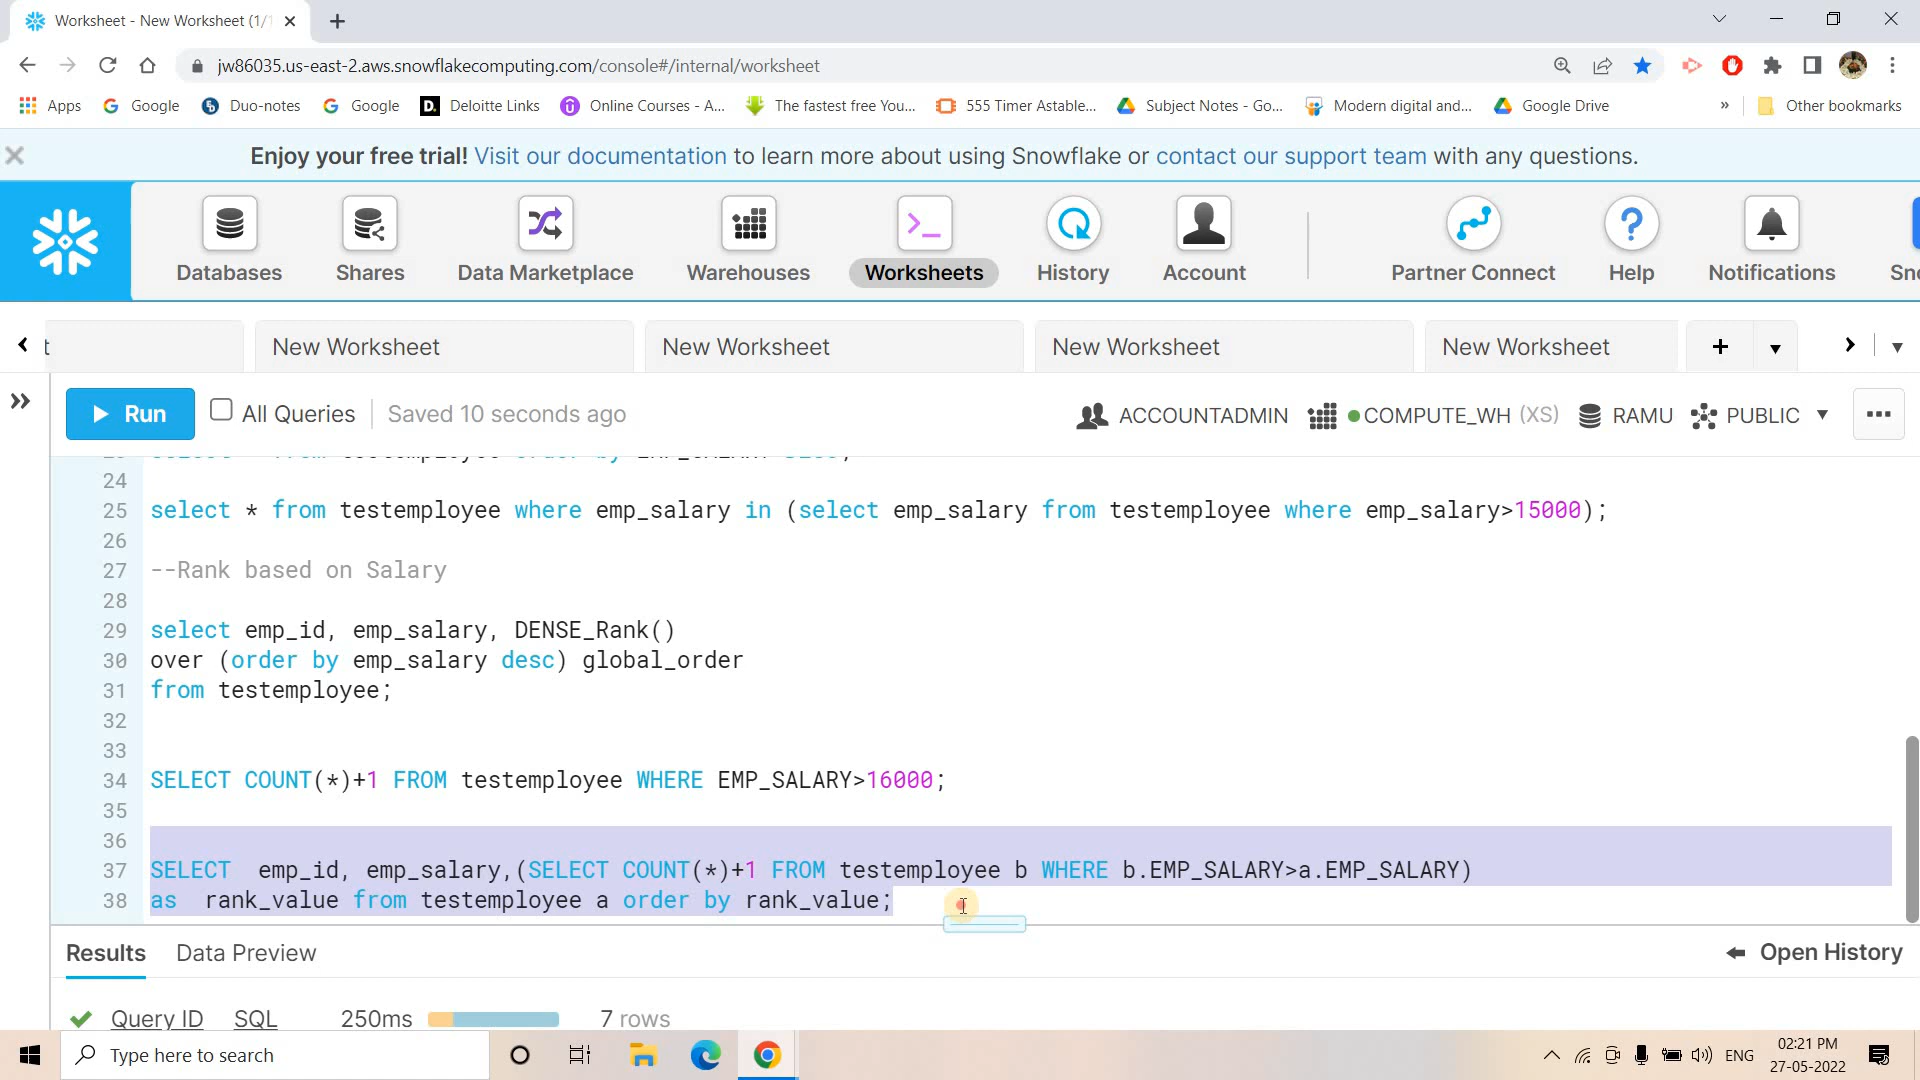 Worksheet - New Worksheet (1/1
jw86035.us-east-2.aws.snowflakecomputing.com/console#/internal/worksheet
Apps Google Duo-notes Google D. Deloitte Links Online Courses - A... The fastest free You... 555 Timer Astable... Subject Notes - Go... Modern digital and... Google Drive » Other bookmarks
Enjoy your free trial! Visit our documentation to learn more about using Snowflake or contact our support team with any questions.
Databases Shares Data Marketplace Warehouses Worksheets History Account Partner Connect Help Notifications Sno
t New Worksheet New Worksheet New Worksheet New Worksheet
Run All Queries Saved 10 seconds ago ACCOUNTADMIN COMPUTE_WH (XS) RAMU PUBLIC
24
25 select * from testemployee where emp_salary in (select emp_salary from testemployee where emp_salary>15000);
26
27 --Rank based on Salary
28
29 select emp_id, emp_salary, DENSE_Rank()
30 over (order by emp_salary desc) global_order
31 from testemployee;
32
33
34 SELECT COUNT(*)+1 FROM testemployee WHERE EMP_SALARY>16000;
35
36
37 SELECT emp_id, emp_salary,(SELECT COUNT(*)+1 FROM testemployee b WHERE b.EMP_SALARY>a.EMP_SALARY)
38 as rank_value from testemployee a order by rank_value;
Results Data Preview Open History
Query ID SQL 250ms 7 rows
Type here to search ENG 02:21 PM
27-05-2022